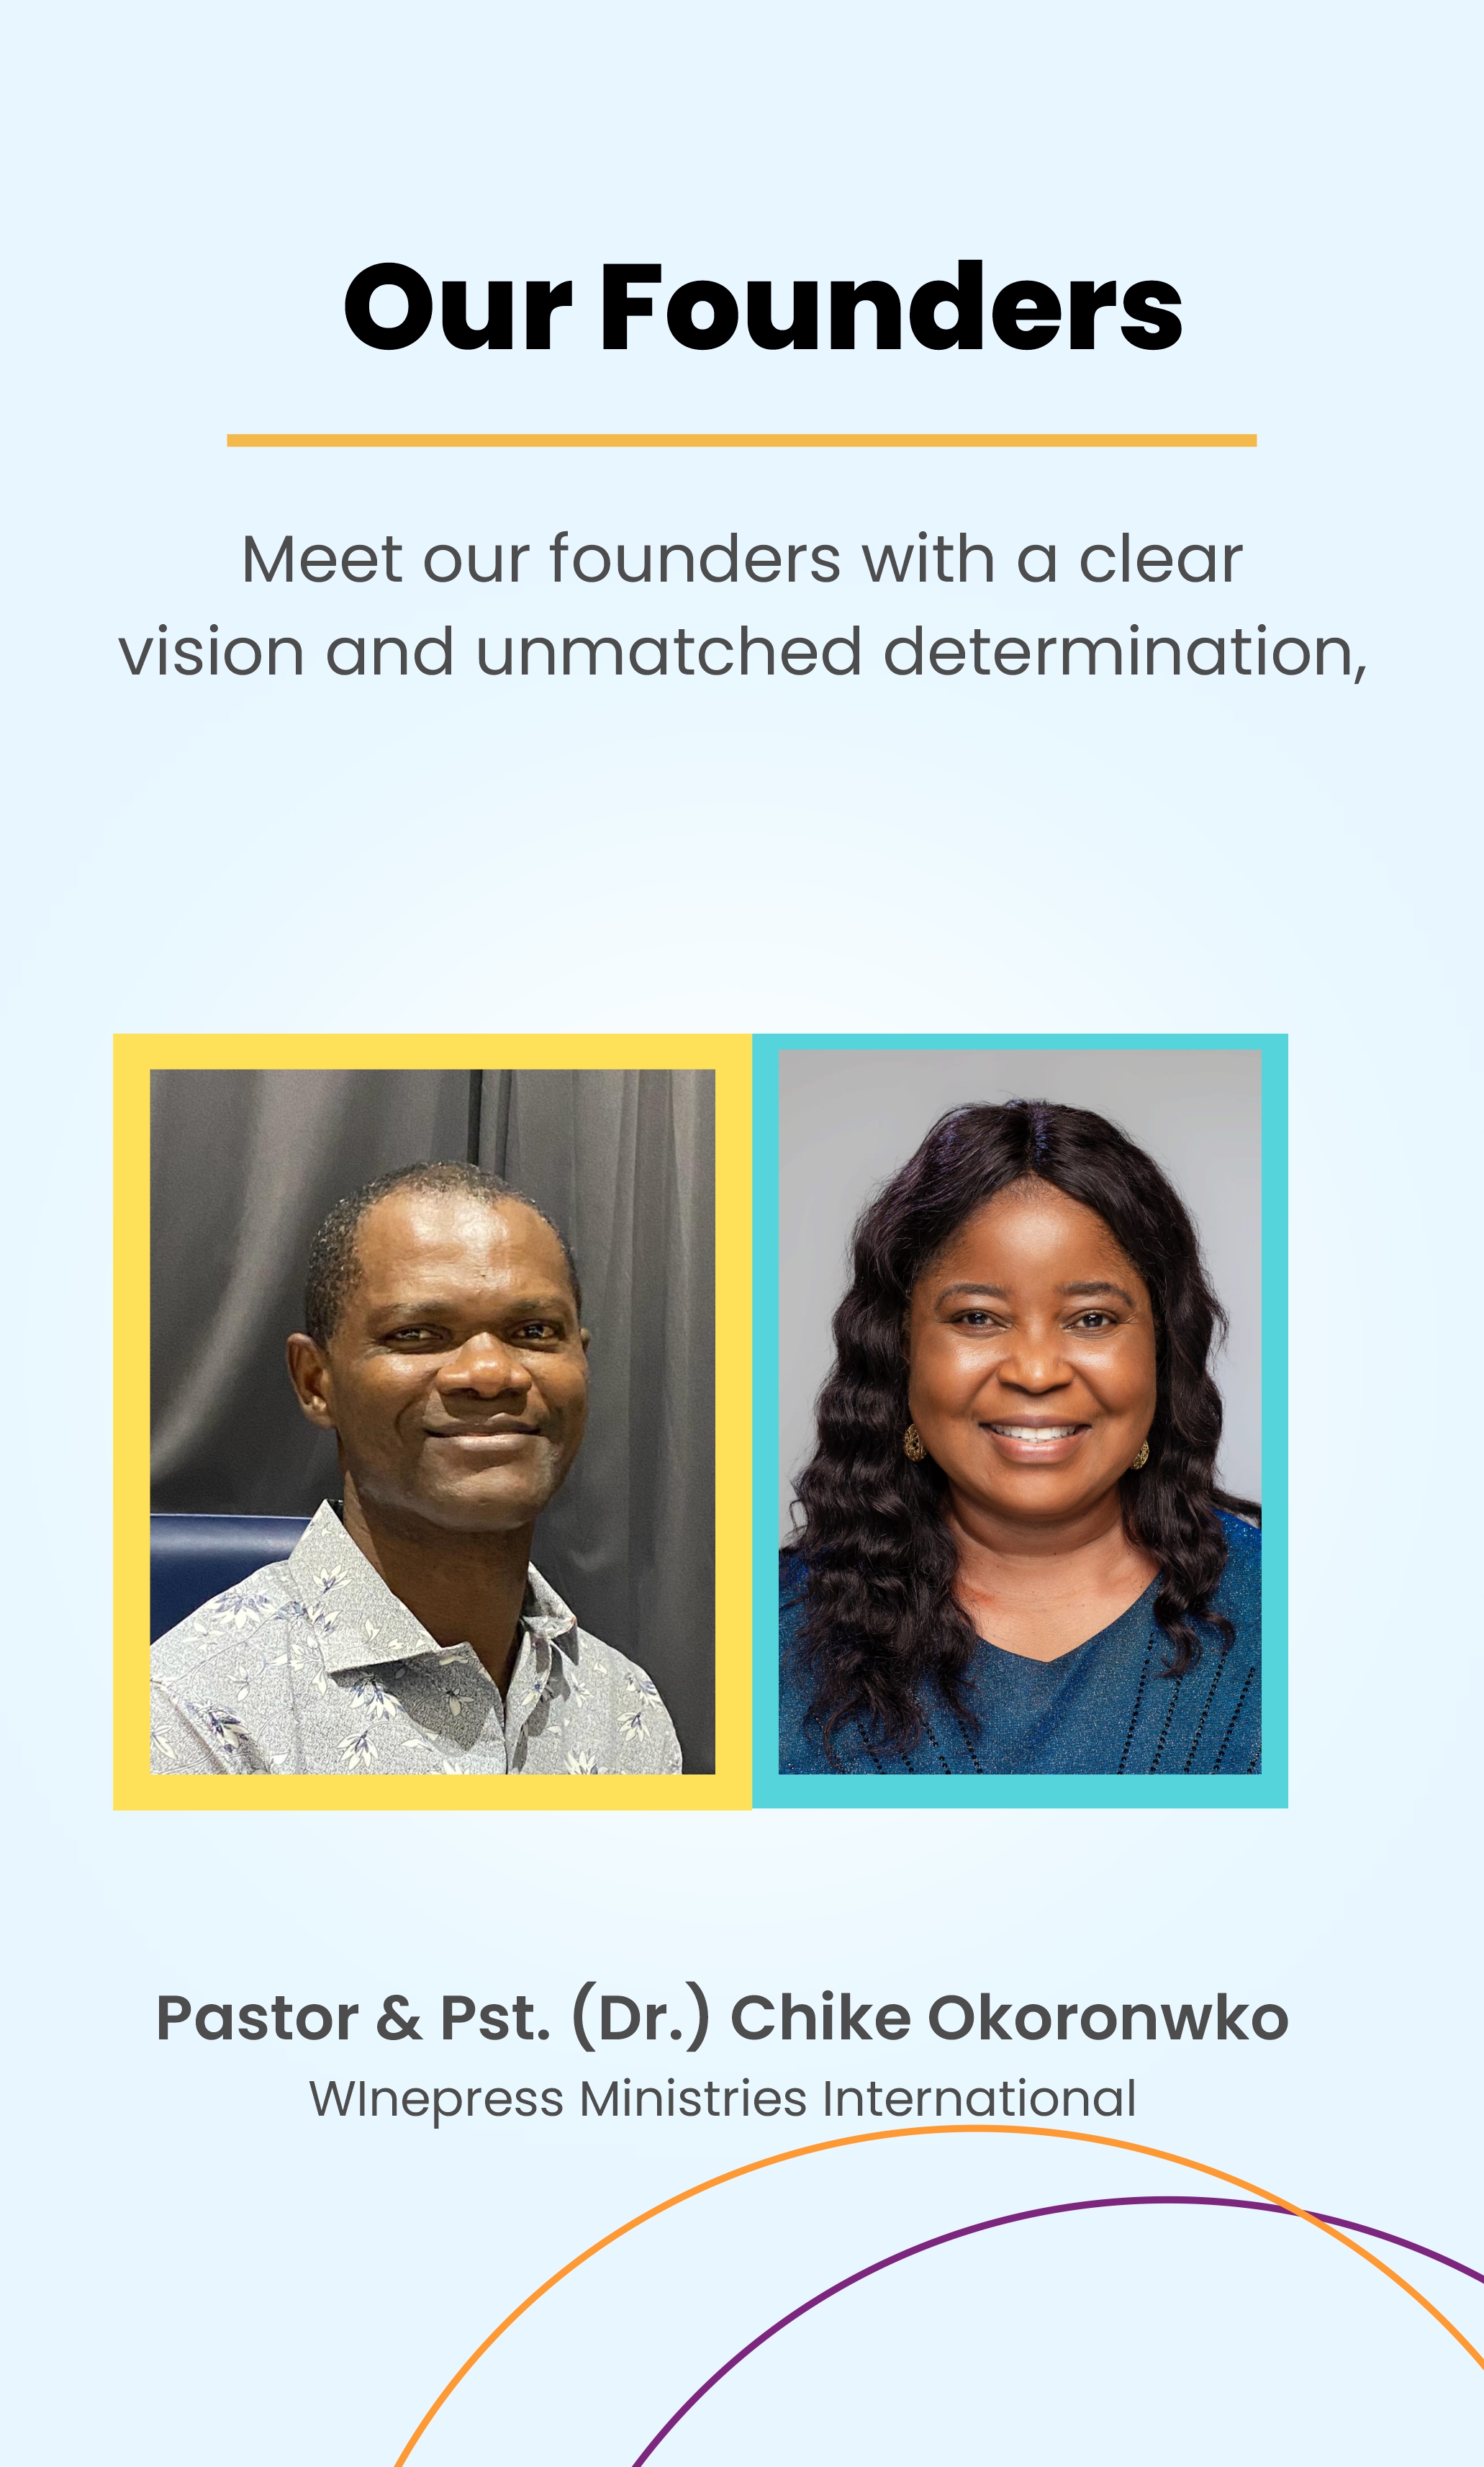 Our Founders
Meet our founders with a clear
vision and unmatched determination,
Pastor & Pst. (Dr.) Chike Okoronwko
WInepress Ministries International